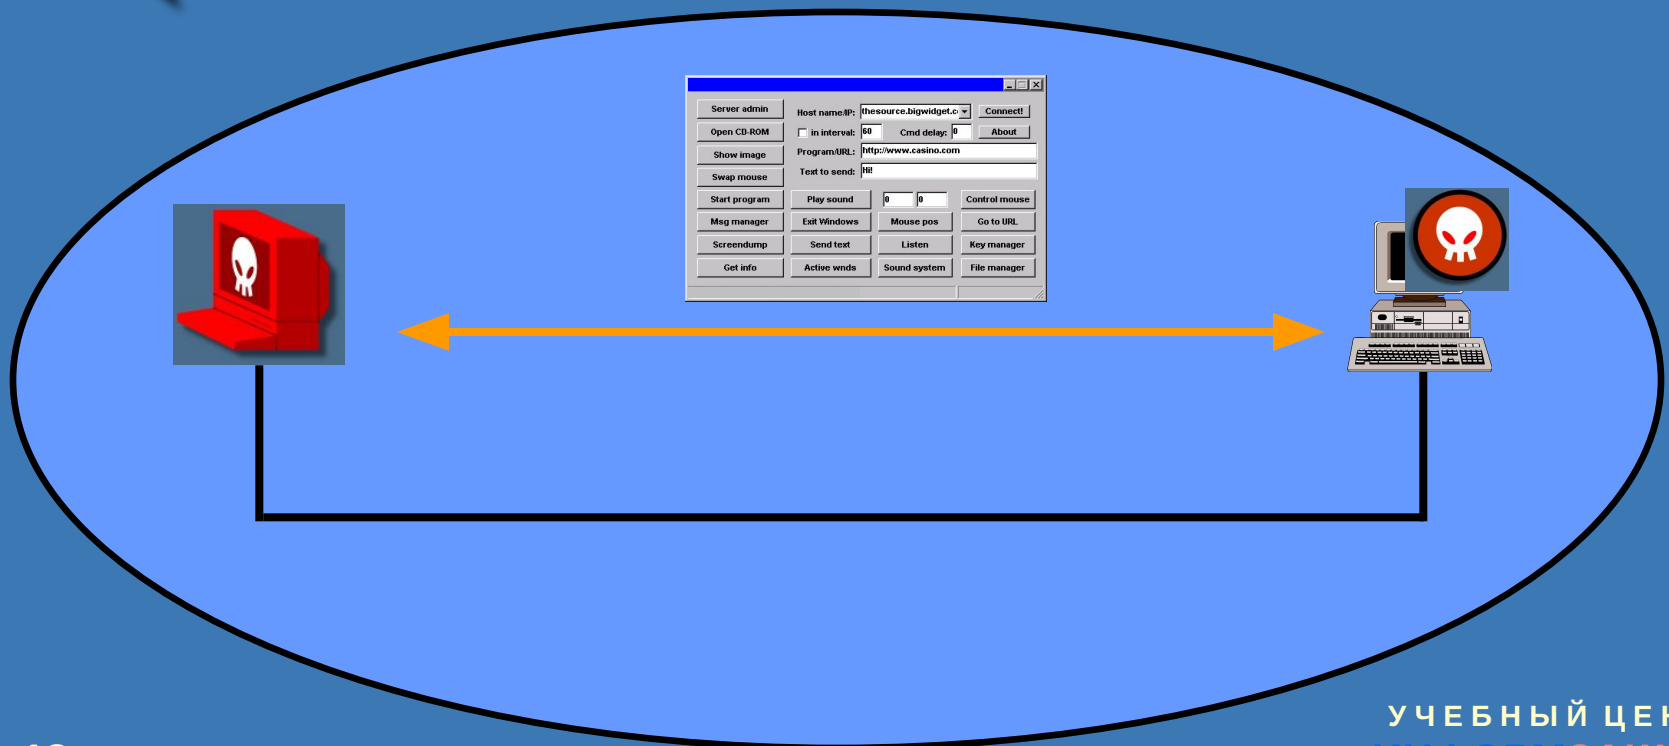 Server admin
Host name/IP: thesource.bigwidget.c
Connect!
Open CD-ROM
in interval: 60 Cmd delay: 0
About
Show image
Program/URL: http://www.casino.com
Swap mouse
Text to send: Hi!
Start program
Play sound
0 0
Control mouse
Msg manager
Exit Windows
Mouse pos
Go to URL
Screendump
Send text
Listen
Key manager
Get info
Active wnds
Sound system
File manager
УЧЕБНЫЙ ЦЕН